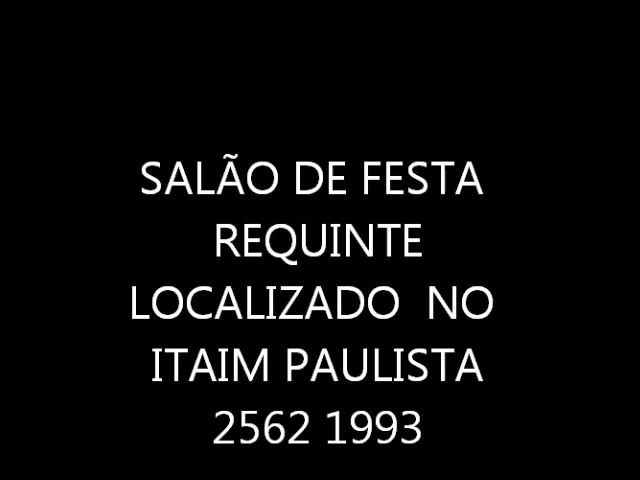 SALÃO DE FESTA
REQUINTE
LOCALIZADO NO
ITAIM PAULISTA
2562 1993